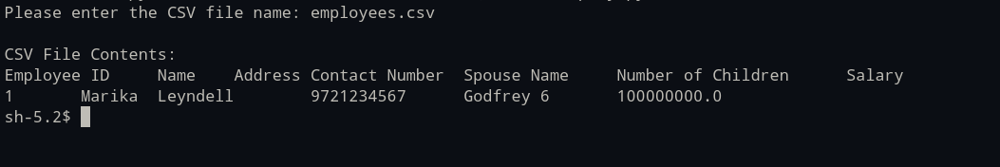 Please enter the CSV file name: employees.csv
CSV File Contents:
Employee ID     Name    Address Contact Number  Spouse Name     Number of Children      Salary
1       Marika  Leyndell        9721234567      Godfrey 6       100000000.0
sh-5.2$